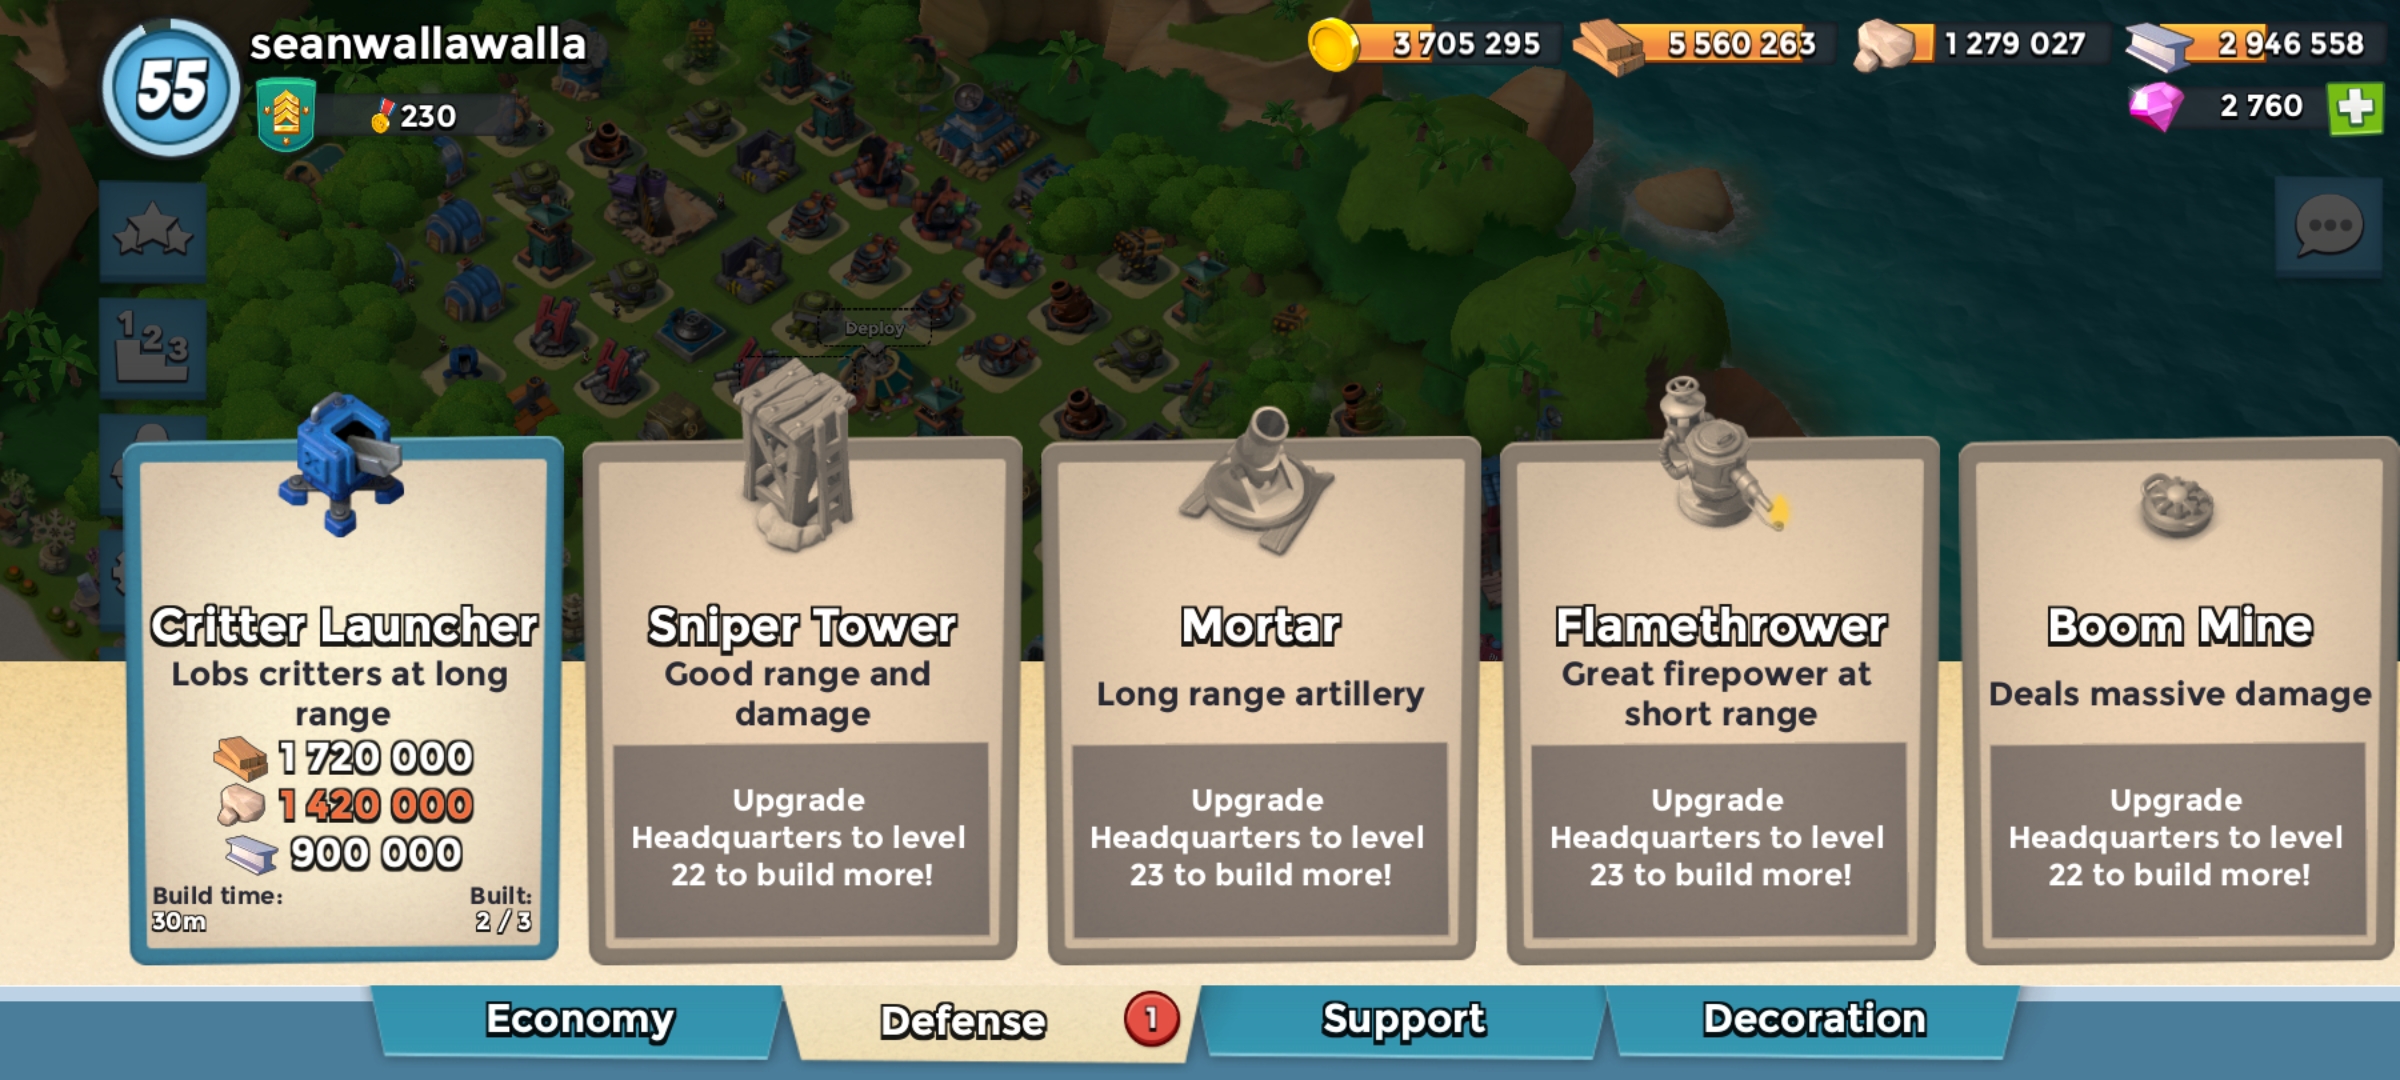 55
seanwallawalla
230
3 705 295
5 560 263
1 279 027
2 946 558
2 760
1 2 3
Deploy
Critter Launcher
Lobs critters at long
range
1 720 000
1 420 000
900 000
Build time:
30m
Built:
2 / 3
Sniper Tower
Good range and
damage
Upgrade
Headquarters to level
22 to build more!
Mortar
Long range artillery
Upgrade
Headquarters to level
23 to build more!
Flamethrower
Great firepower at
short range
Upgrade
Headquarters to level
23 to build more!
Boom Mine
Deals massive damage
Upgrade
Headquarters to level
22 to build more!
Economy
Defense
1
Support
Decoration